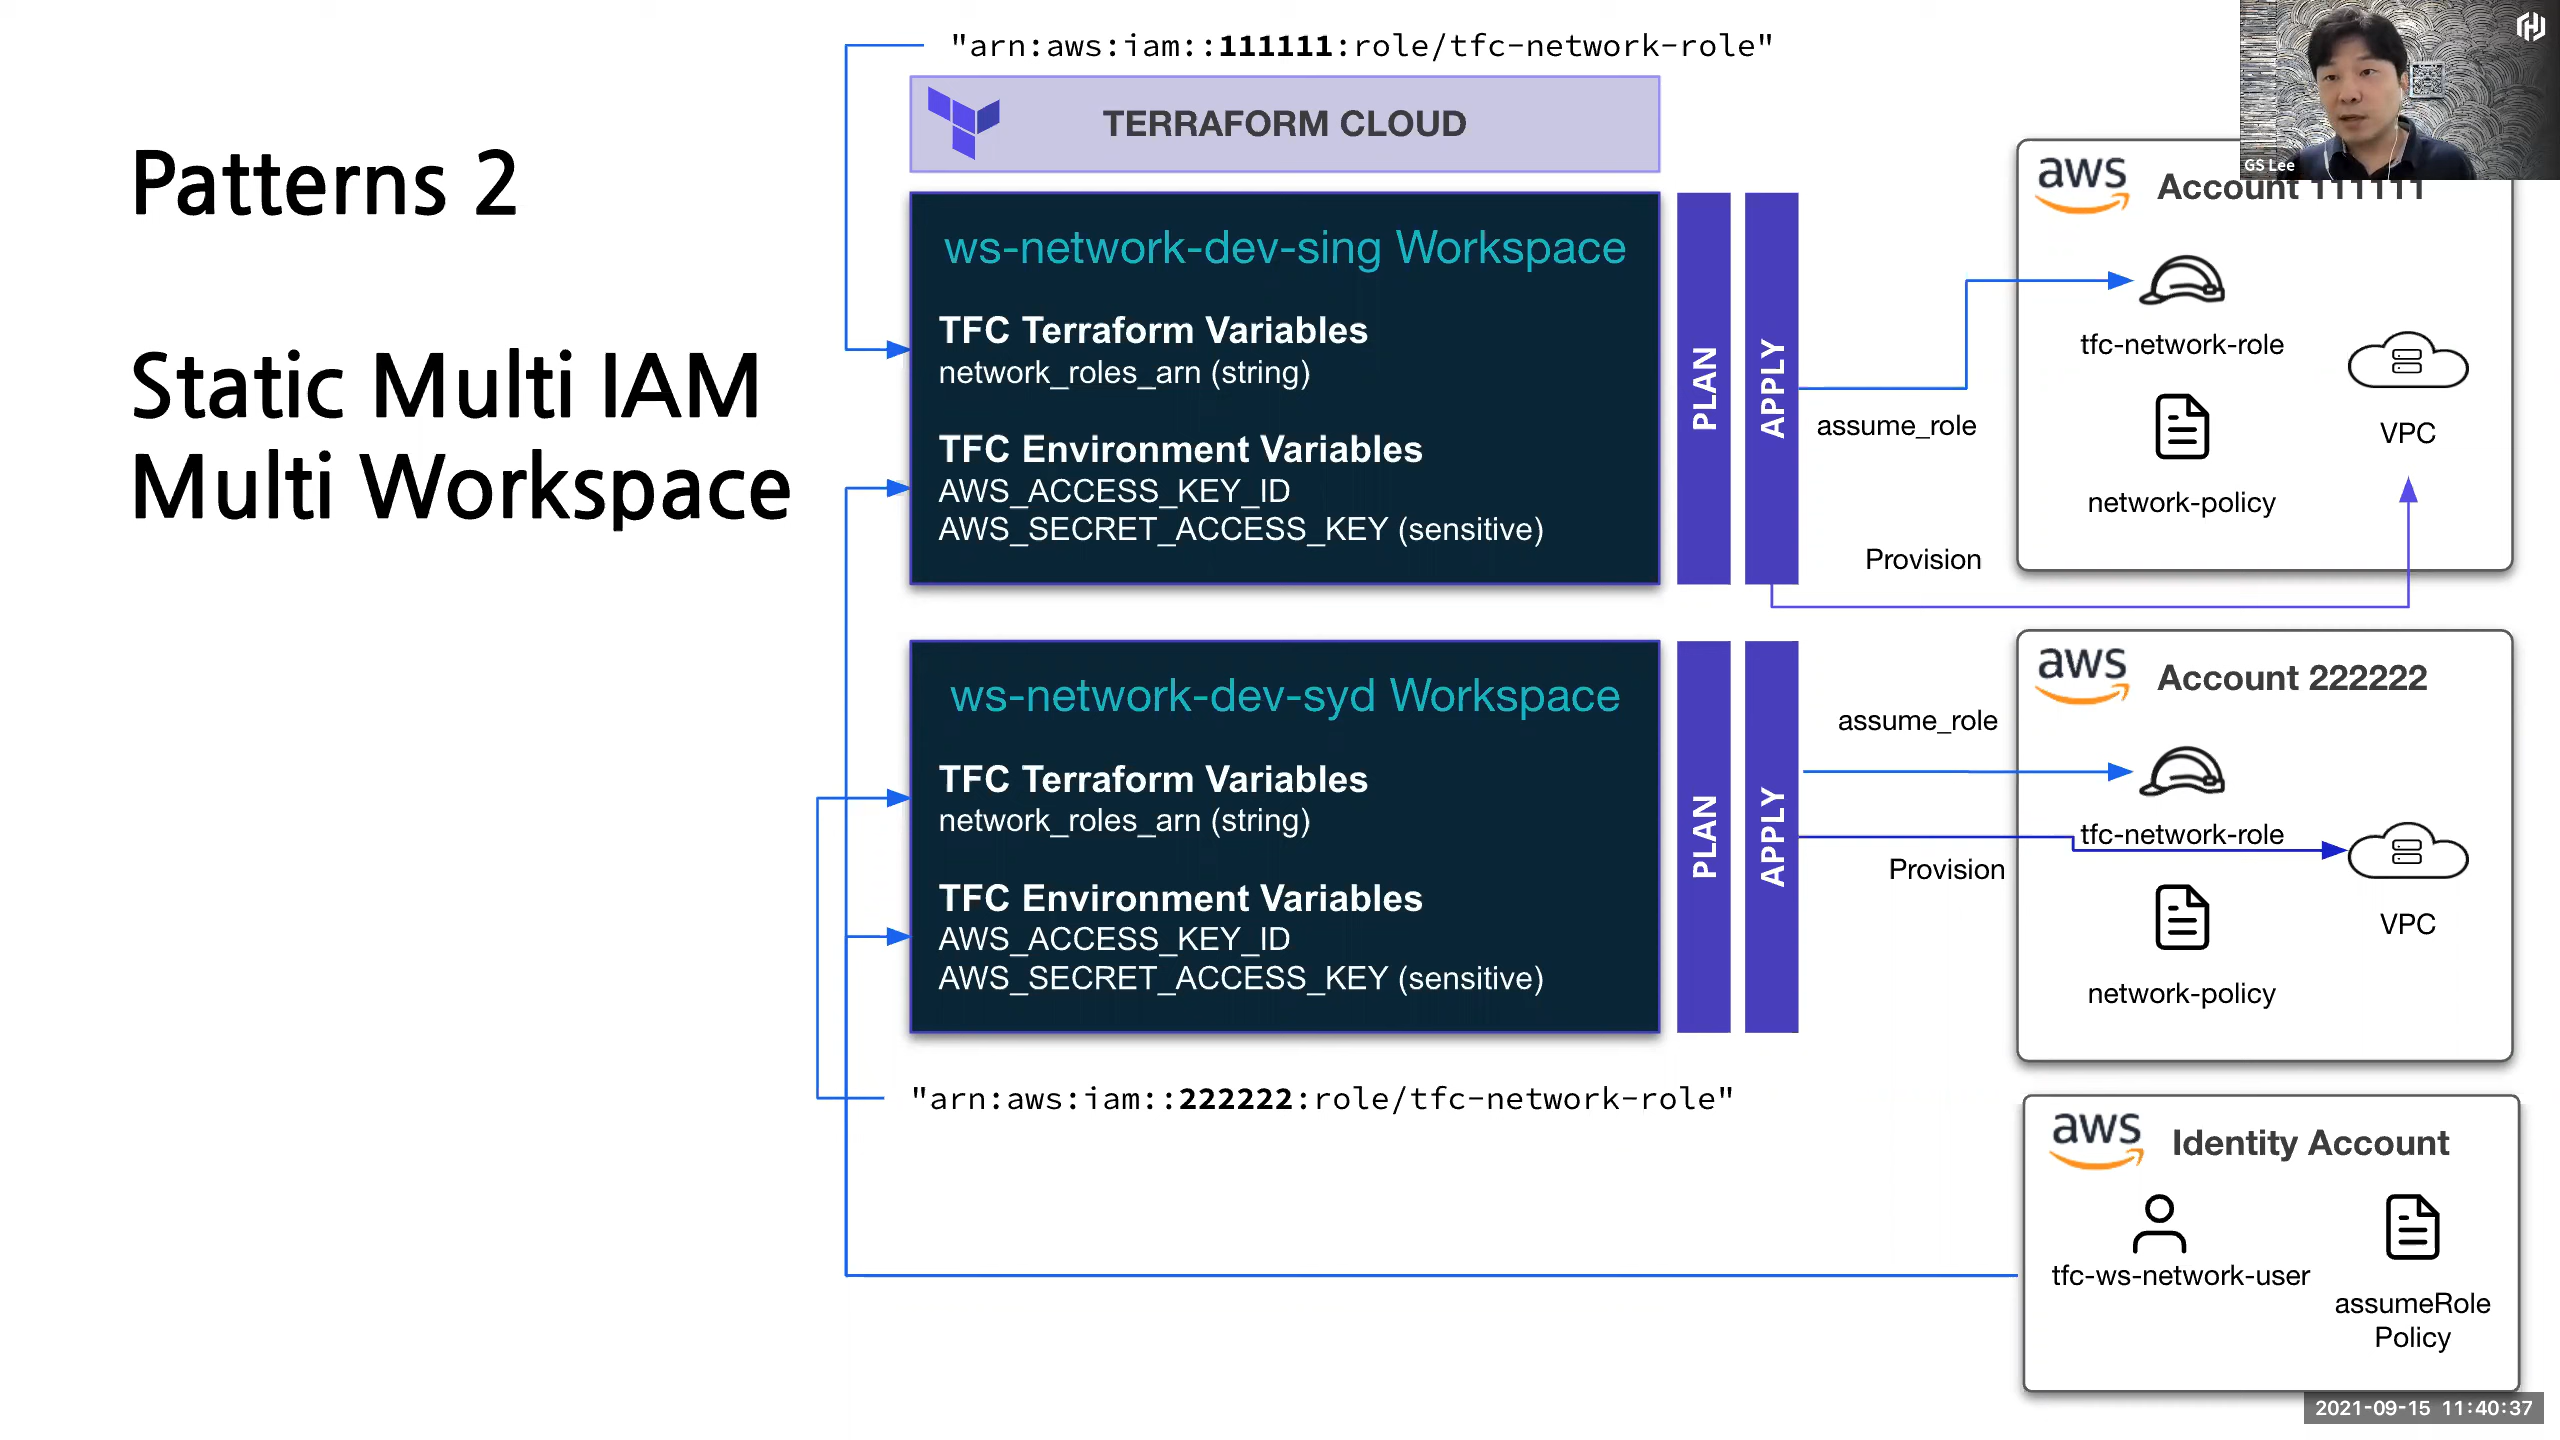 Patterns 2
Static Multi IAM
Multi Workspace
"arn:aws:iam::111111:role/tfc-network-role"
TERRAFORM CLOUD
ws-network-dev-sing Workspace
TFC Terraform Variables
network_roles_arn (string)
TFC Environment Variables
AWS_ACCESS_KEY_ID
AWS_SECRET_ACCESS_KEY (sensitive)
PLAN
APPLY
assume_role
Provision
GS Lee
aws
Account 111111
tfc-network-role
VPC
network-policy
ws-network-dev-syd Workspace
TFC Terraform Variables
network_roles_arn (string)
TFC Environment Variables
AWS_ACCESS_KEY_ID
AWS_SECRET_ACCESS_KEY (sensitive)
PLAN
APPLY
assume_role
Provision
aws
Account 222222
tfc-network-role
VPC
network-policy
"arn:aws:iam::222222:role/tfc-network-role"
aws
Identity Account
tfc-ws-network-user
assumeRole
Policy
2021-09-15 11:40:37